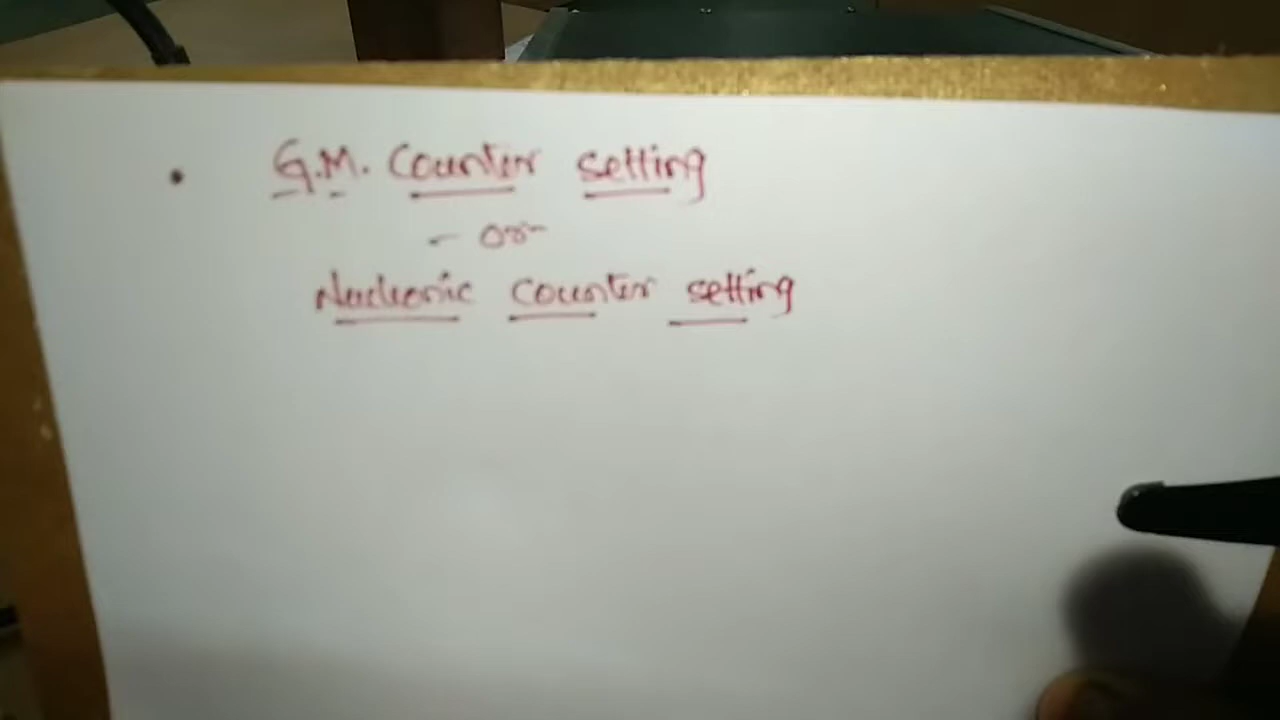 • G.M. Counter setting
- or -
Nucleonic counter setting